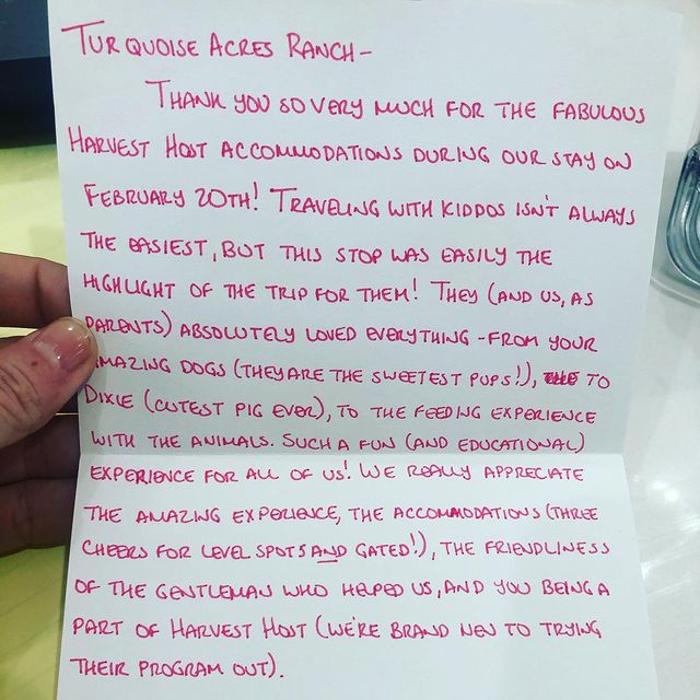 TURQUOISE ACRES RANCH-
THANK YOU SO VERY MUCH FOR THE FABULOUS
HARVEST HOST ACCOMMODATIONS DURING OUR STAY ON
FEBRUARY 20TH! TRAVELING WITH KIDDOS ISN'T ALWAYS
THE EASIEST, BUT THIS STOP WAS EASILY THE
HIGHLIGHT OF THE TRIP FOR THEM! THEY (AND US, AS
PARENTS) ABSOLUTELY LOVED EVERYTHING - FROM YOUR
AMAZING DOGS (THEY ARE THE SWEETEST PUPS!), TO
DIXIE (CUTEST PIG EVER), TO THE FEEDING EXPERIENCE
WITH THE ANIMALS. SUCH A FUN (AND EDUCATIONAL)
EXPERIENCE FOR ALL OF US! WE REALLY APPRECIATE
THE AMAZING EXPERIENCE, THE ACCOMMODATIONS (THREE
CHEERS FOR LEVEL SPOTS AND GATED!), THE FRIENDLINESS
OF THE GENTLEMAN WHO HELPED US, AND YOU BEING A
PART OF HARVEST HOST (WE'RE BRAND NEW TO TRYING
THEIR PROGRAM OUT).